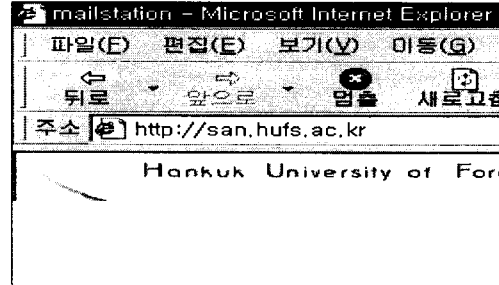 mailstation - Microsoft Internet Explorer
파일(F) 편집(E) 보기(V) 이동(G)
뒤로 앞으로 멈춤 새로고침
주소 http://san.hufs.ac.kr
Hankuk University of Fore